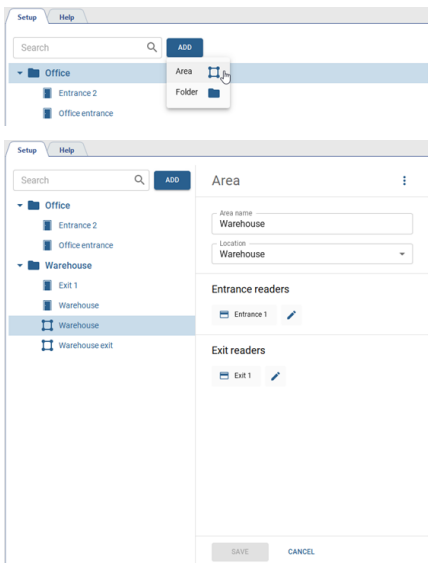 Setup Help
Search ADD
Office
Area
Folder
Entrance 2
Office entrance
Setup Help
Search ADD
Office
Entrance 2
Office entrance
Warehouse
Exit 1
Warehouse
Warehouse
Warehouse exit
Area
Area name
Warehouse
Location
Warehouse
Entrance readers
Entrance 1
Exit readers
Exit 1
SAVE CANCEL